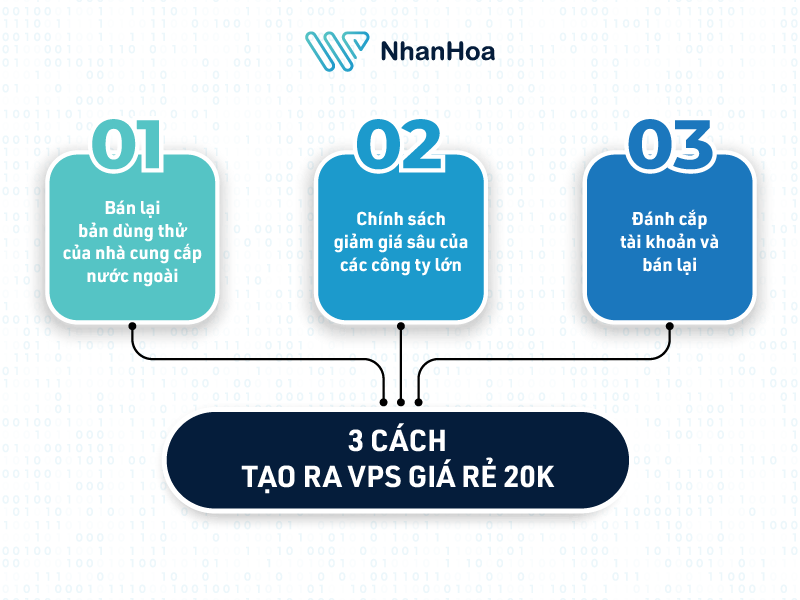 NhanHoa
01
Bán lại
bản dùng thử
của nhà cung cấp
nước ngoài
02
Chính sách
giảm giá sâu của
các công ty lớn
03
Đánh cắp
tài khoản và
bán lại
3 CÁCH
TẠO RA VPS GIÁ RẺ 20K